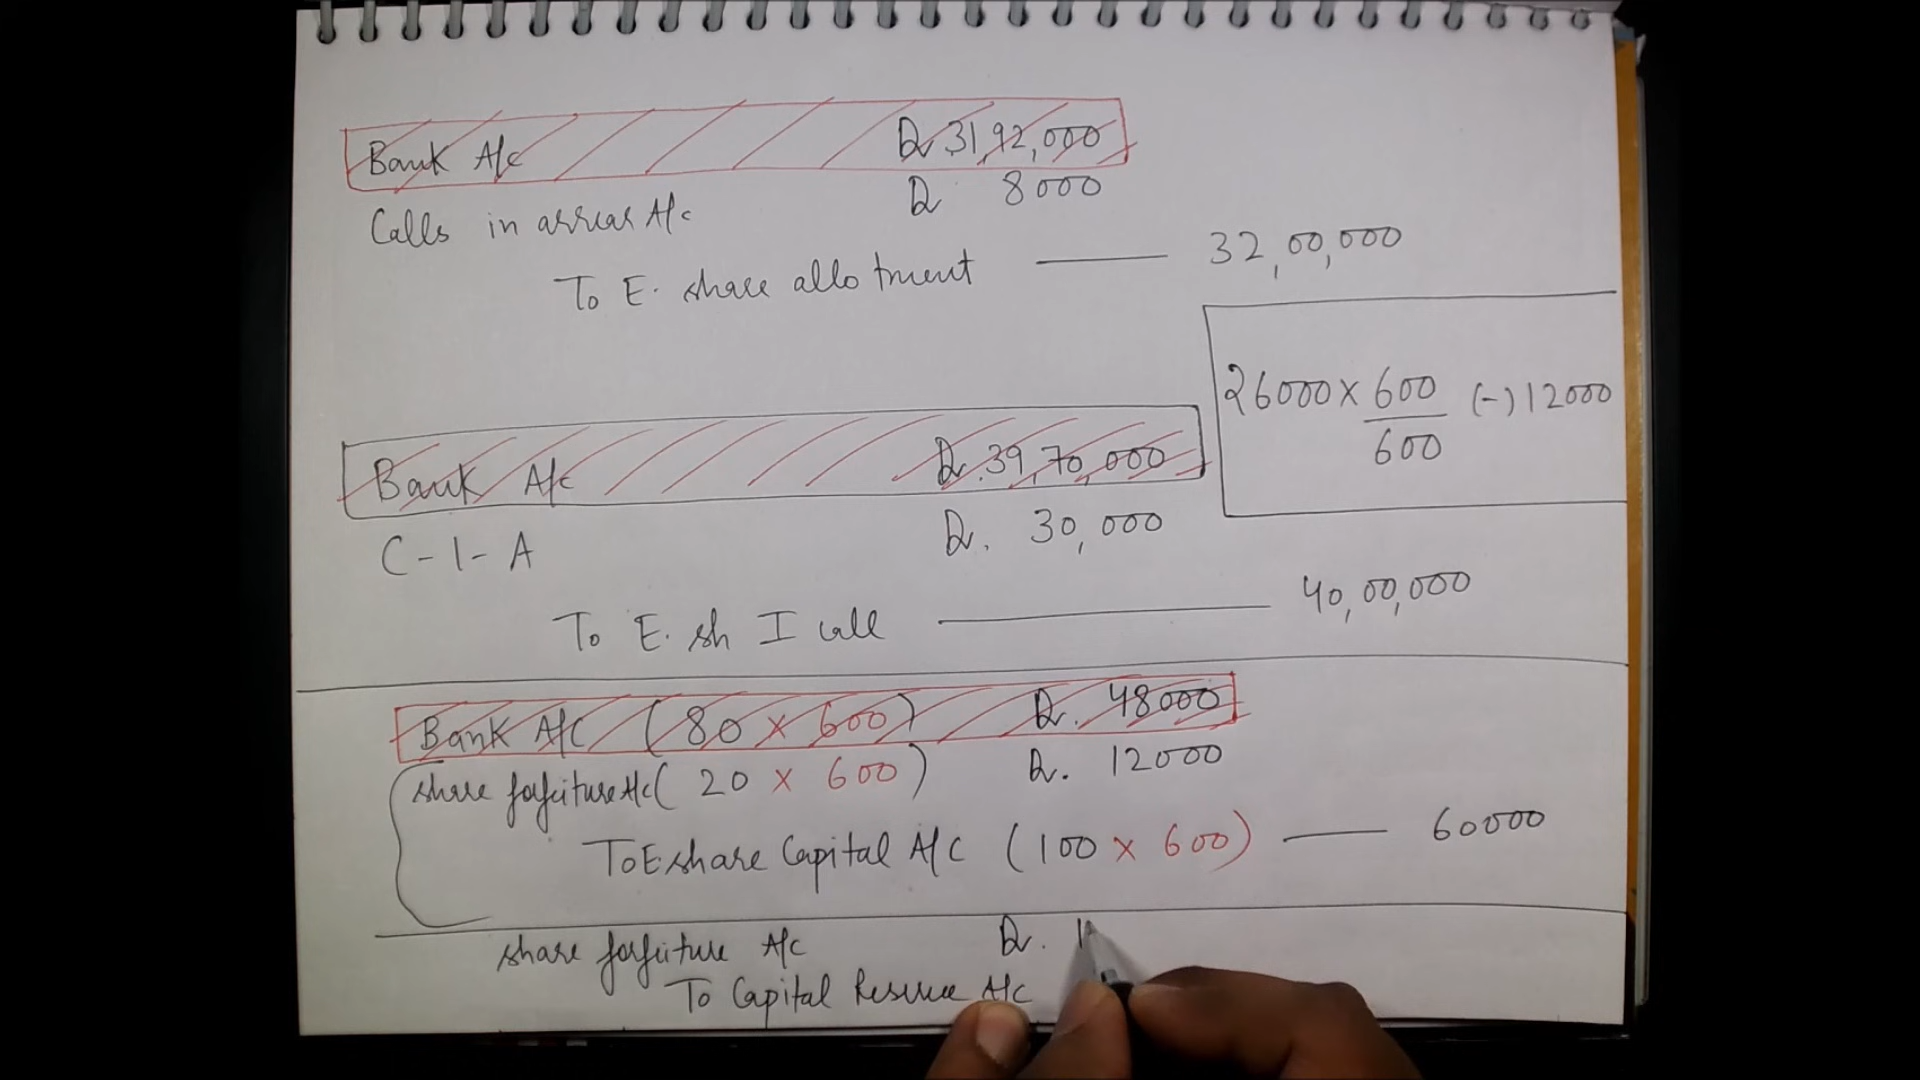 Bank A/c Dr 31,92,000
Calls in arrear A/c Dr 8000
To E. share allotment — 32,00,000
26000 × 600 (-) 12000
600
Bank A/c Dr. 39,70,000
C - I - A Dr. 30,000
To E. sh I call — 40,00,000
Bank A/C (80 × 600) Dr. 48000
share forfeiture A/c (20 × 600) Dr. 12000
To E share Capital A/C (100 × 600) — 60000
share forfeiture A/c Dr. 1
To Capital Reserve A/c